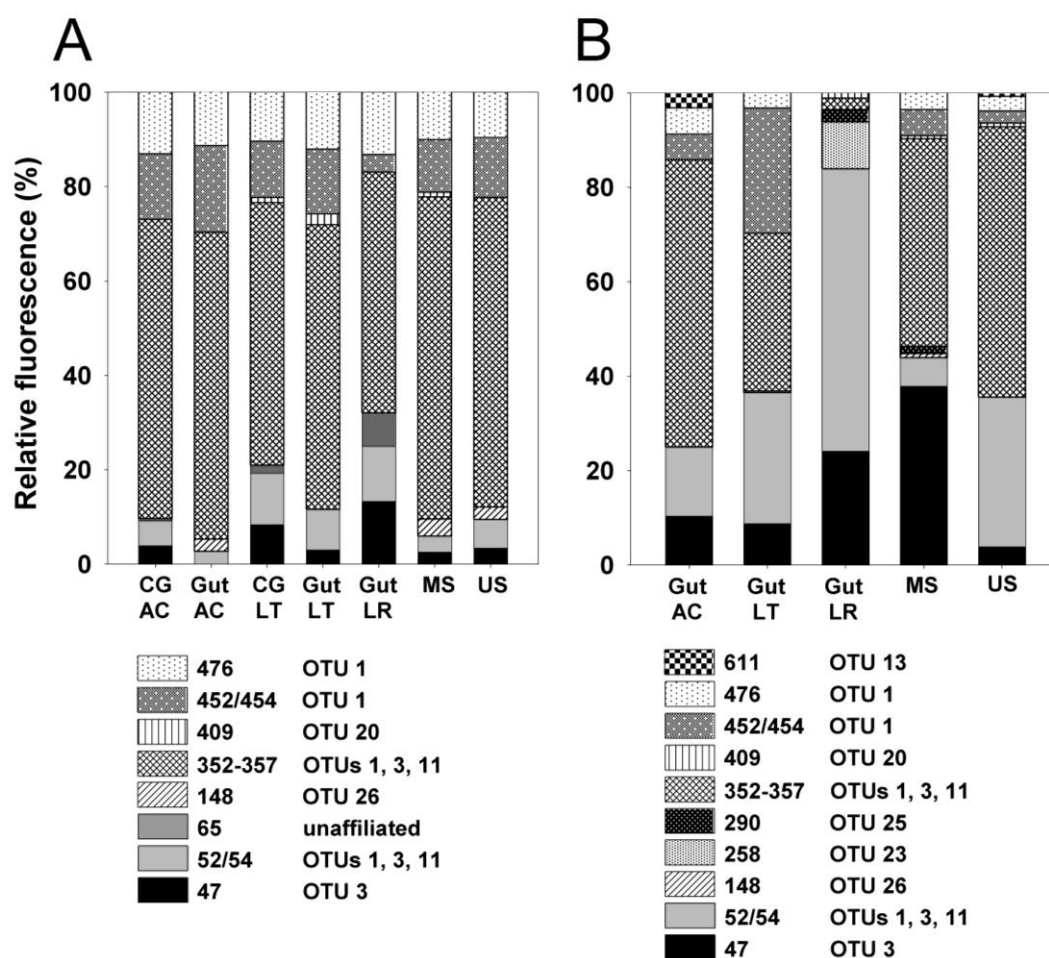 A
B
Relative fluorescence (%)
100
80
60
40
20
0
CG AC
Gut AC
CG LT
Gut LT
Gut LR
MS
US
476 OTU 1
452/454 OTU 1
409 OTU 20
352-357 OTUs 1, 3, 11
148 OTU 26
65 unaffiliated
52/54 OTUs 1, 3, 11
47 OTU 3
100
80
60
40
20
0
Gut AC
Gut LT
Gut LR
MS
US
611 OTU 13
476 OTU 1
452/454 OTU 1
409 OTU 20
352-357 OTUs 1, 3, 11
290 OTU 25
258 OTU 23
148 OTU 26
52/54 OTUs 1, 3, 11
47 OTU 3